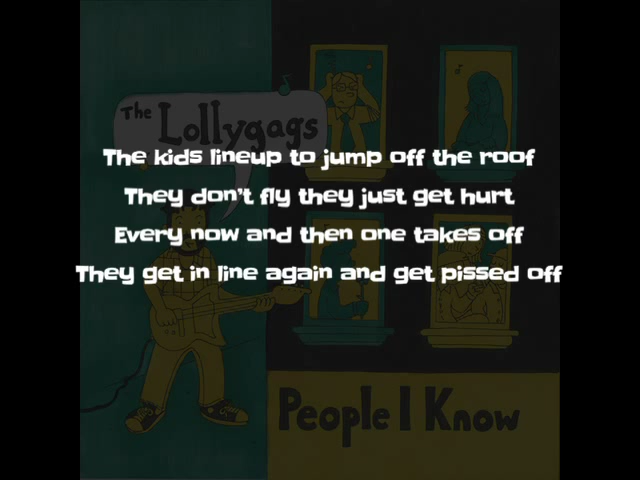 The Lollygags
The kids lineup to jump off the roof
They don't fly they just get hurt
Every now and then one takes off
They get in line again and get pissed off
People I Know